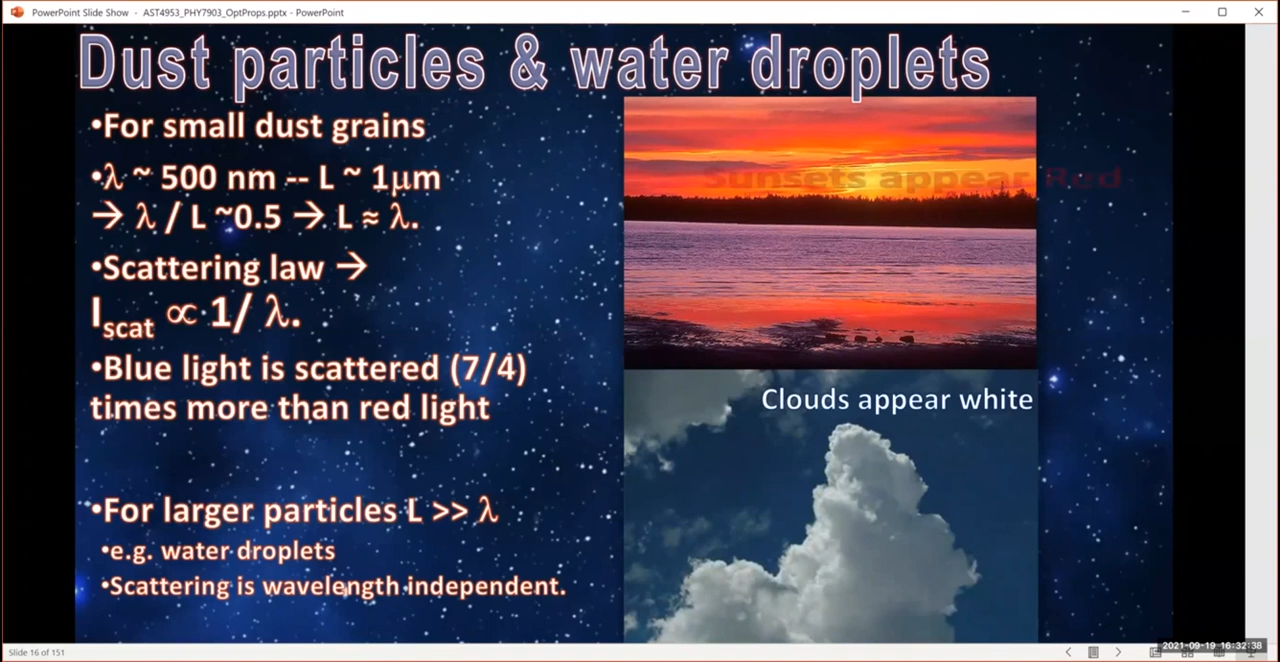 PowerPoint Slide Show - AST4953_PHY7903_OptProps.pptx - PowerPoint
Dust particles & water droplets
•For small dust grains
•λ ~ 500 nm -- L ~ 1μm
→ λ / L ~0.5 → L ≈ λ.
•Scattering law →
Iscat ∝ 1/ λ.
•Blue light is scattered (7/4)
times more than red light
•For larger particles L >> λ
•e.g. water droplets
•Scattering is wavelength independent.
Sunsets appear Red
Clouds appear white
Slide 16 of 151
2021-09-19 16:32:38